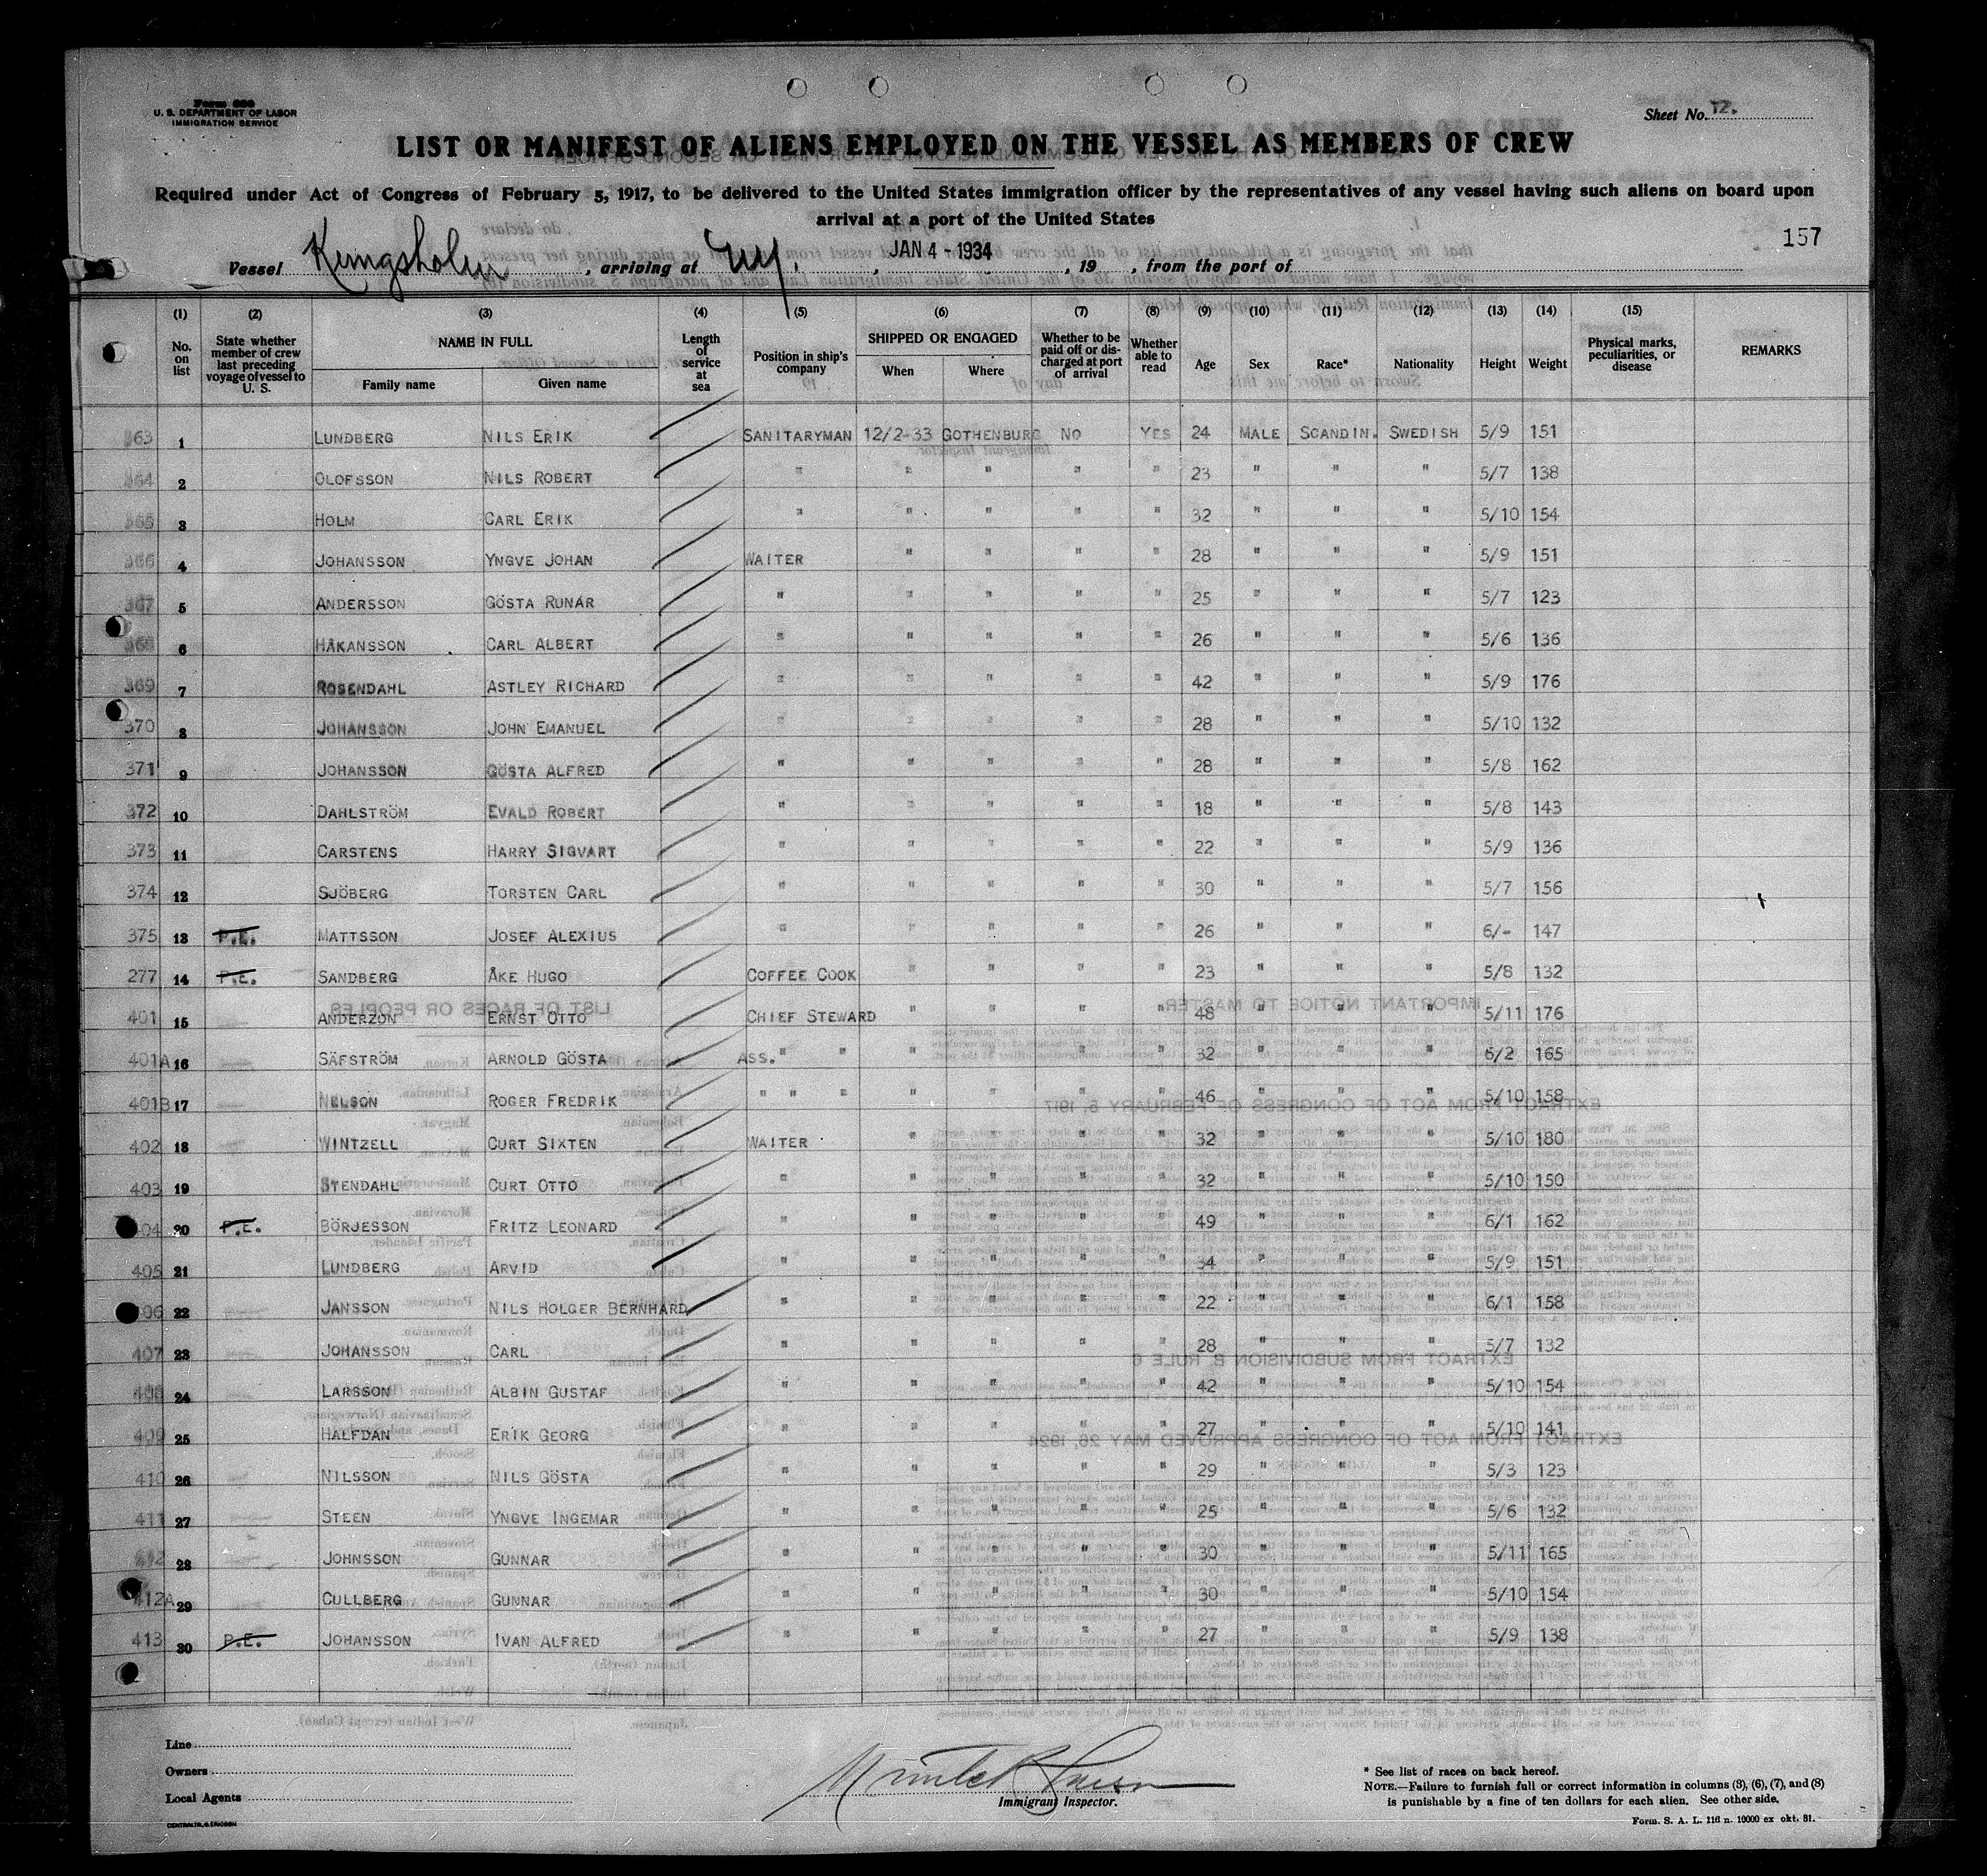 Form 680
U. S. DEPARTMENT OF LABOR
IMMIGRATION SERVICE
Sheet No. 12.
LIST OR MANIFEST OF ALIENS EMPLOYED ON THE VESSEL AS MEMBERS OF CREW
Required under Act of Congress of February 5, 1917, to be delivered to the United States immigration officer by the representatives of any vessel having such aliens on board upon
arrival at a port of the United States
157
Vessel Kungsholm, arriving at N.Y., JAN 4 - 1934, 19 , from the port of
(1) (2) (3) (4) (5) (6) (7) (8) (9) (10) (11) (12) (13) (14) (15)
No. on list State whether member of crew last preceding voyage of vessel to U. S. NAME IN FULL Family name Given name Length of service at sea Position in ship's company SHIPPED OR ENGAGED When Where Whether to be paid off or discharged at port of arrival Whether able to read Age Sex Race* Nationality Height Weight Physical marks, peculiarities, or disease REMARKS
363 1 LUNDBERG NILS ERIK SANITARYMAN 12/2-33 GOTHENBURG NO YES 24 MALE SCANDIN. SWEDISH 5/9 151
364 2 OLOFSSON NILS ROBERT " " " " " 23 " " " 5/7 138
365 3 HOLM CARL ERIK " " " " " 32 " " " 5/10 154
366 4 JOHANSSON YNGVE JOHAN WAITER " " " " 28 " " " 5/9 151
367 5 ANDERSSON GÖSTA RUNAR " " " " " 25 " " " 5/7 123
368 6 HÅKANSSON CARL ALBERT " " " " " 26 " " " 5/6 136
369 7 ROSENDAHL ASTLEY RICHARD " " " " " 42 " " " 5/9 176
370 8 JOHANSSON JOHN EMANUEL " " " " " 28 " " " 5/10 132
371 9 JOHANSSON GÖSTA ALFRED " " " " " 28 " " " 5/8 162
372 10 DAHLSTRÖM EVALD ROBERT " " " " " 18 " " " 5/8 143
373 11 CARSTENS HARRY SIGVART " " " " " 22 " " " 5/9 136
374 12 SJÖBERG TORSTEN CARL " " " " " 30 " " " 5/7 156
375 13 P.E. MATTSSON JOSEF ALEXIUS " " " " " 26 " " " 6/- 147
277 14 P.E. SANDBERG ÅKE HUGO COFFEE COOK " " " " 23 " " " 5/8 132
401 15 ANDERZON ERNST OTTO CHIEF STEWARD " " " " 48 " " " 5/11 176
401A 16 SÄFSTRÖM ARNOLD GÖSTA ASS. " " " " " " 32 " " " 6/2 165
401B 17 NELSON ROGER FREDRIK " " " " " " " 46 " " " 5/10 158
402 18 WINTZELL CURT SIXTEN WAITER " " " " 32 " " " 5/10 180
403 19 STENDAHL CURT OTTO " " " " " 32 " " " 5/10 150
404 20 P.E. BÖRJESSON FRITZ LEONARD " " " " " 49 " " " 6/1 162
405 21 LUNDBERG ARVID " " " " " 34 " " " 5/9 151
406 22 JANSSON NILS HOLGER BERNHARD " " " " " 22 " " " 6/1 158
407 23 JOHANSSON CARL " " " " " 28 " " " 5/7 132
408 24 LARSSON ALBIN GUSTAF " " " " " 42 " " " 5/10 154
409 25 HALFDAN ERIK GEORG " " " " " 27 " " " 5/10 141
410 26 NILSSON NILS GÖSTA " " " " " 29 " " " 5/3 123
411 27 STEEN YNGVE INGEMAR " " " " " 25 " " " 5/6 132
412 28 JOHNSSON GUNNAR " " " " " 30 " " " 5/11 165
412A 29 CULLBERG GUNNAR " " " " " 30 " " " 5/10 154
413 30 P.E. JOHANSSON IVAN ALFRED " " " " " 27 " " " 5/9 138
Line
Owners
Local Agents
Immigrant Inspector.
* See list of races on back hereof.
NOTE.—Failure to furnish full or correct information in columns (3), (6), (7), and (8)
is punishable by a fine of ten dollars for each alien. See other side.
Form. S. A. L. 116 n. 10000 ex okt. 31.